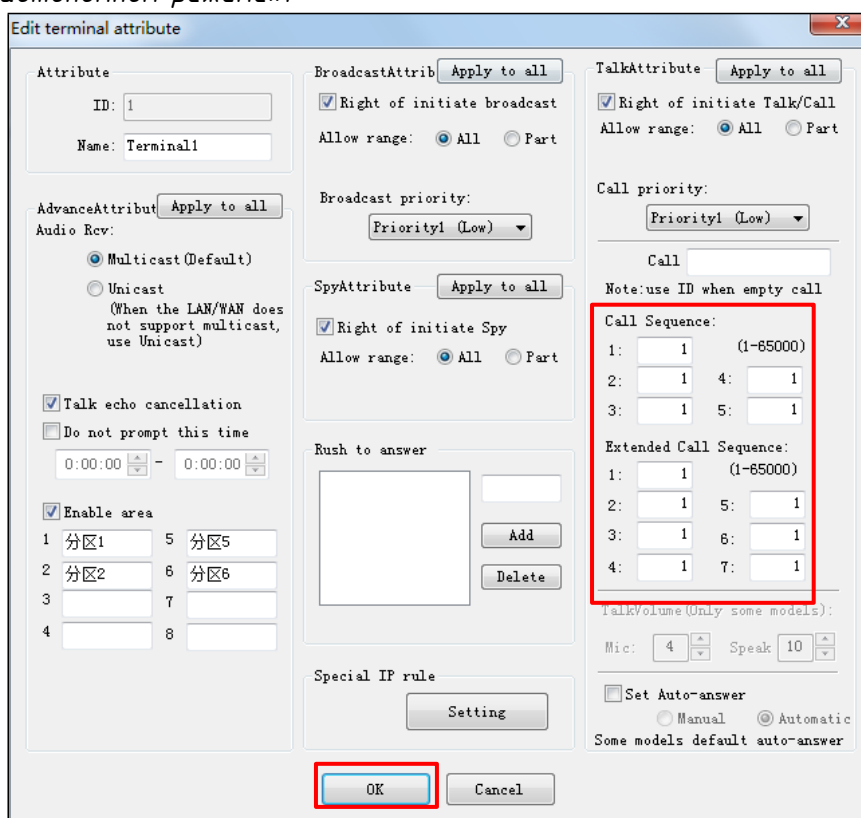 Edit terminal attribute
Attribute
ID: 1
Name: Terminal1
AdvanceAttribut Apply to all
Audio Rcv:
Multicast(Default)
Unicast
(When the LAN/WAN does
not support multicast,
use Unicast)
Talk echo cancellation
Do not prompt this time
0:00:00 - 0:00:00
Enable area
1 分区1 5 分区5
2 分区2 6 分区6
3 7
4 8
BroadcastAttrib Apply to all
Right of initiate broadcast
Allow range: All Part
Broadcast priority:
Priority1 (Low)
SpyAttribute Apply to all
Right of initiate Spy
Allow range: All Part
Rush to answer
Add
Delete
Special IP rule
Setting
TalkAttribute Apply to all
Right of initiate Talk/Call
Allow range: All Part
Call priority:
Priority1 (Low)
Call
Note:use ID when empty call
Call Sequence:
1: 1 (1-65000)
2: 1 4: 1
3: 1 5: 1
Extended Call Sequence:
1: 1 (1-65000)
2: 1 5: 1
3: 1 6: 1
4: 1 7: 1
TalkVolume(Only some models):
Mic: 4 Speak 10
Set Auto-answer
Manual Automatic
Some models default auto-answer
OK Cancel